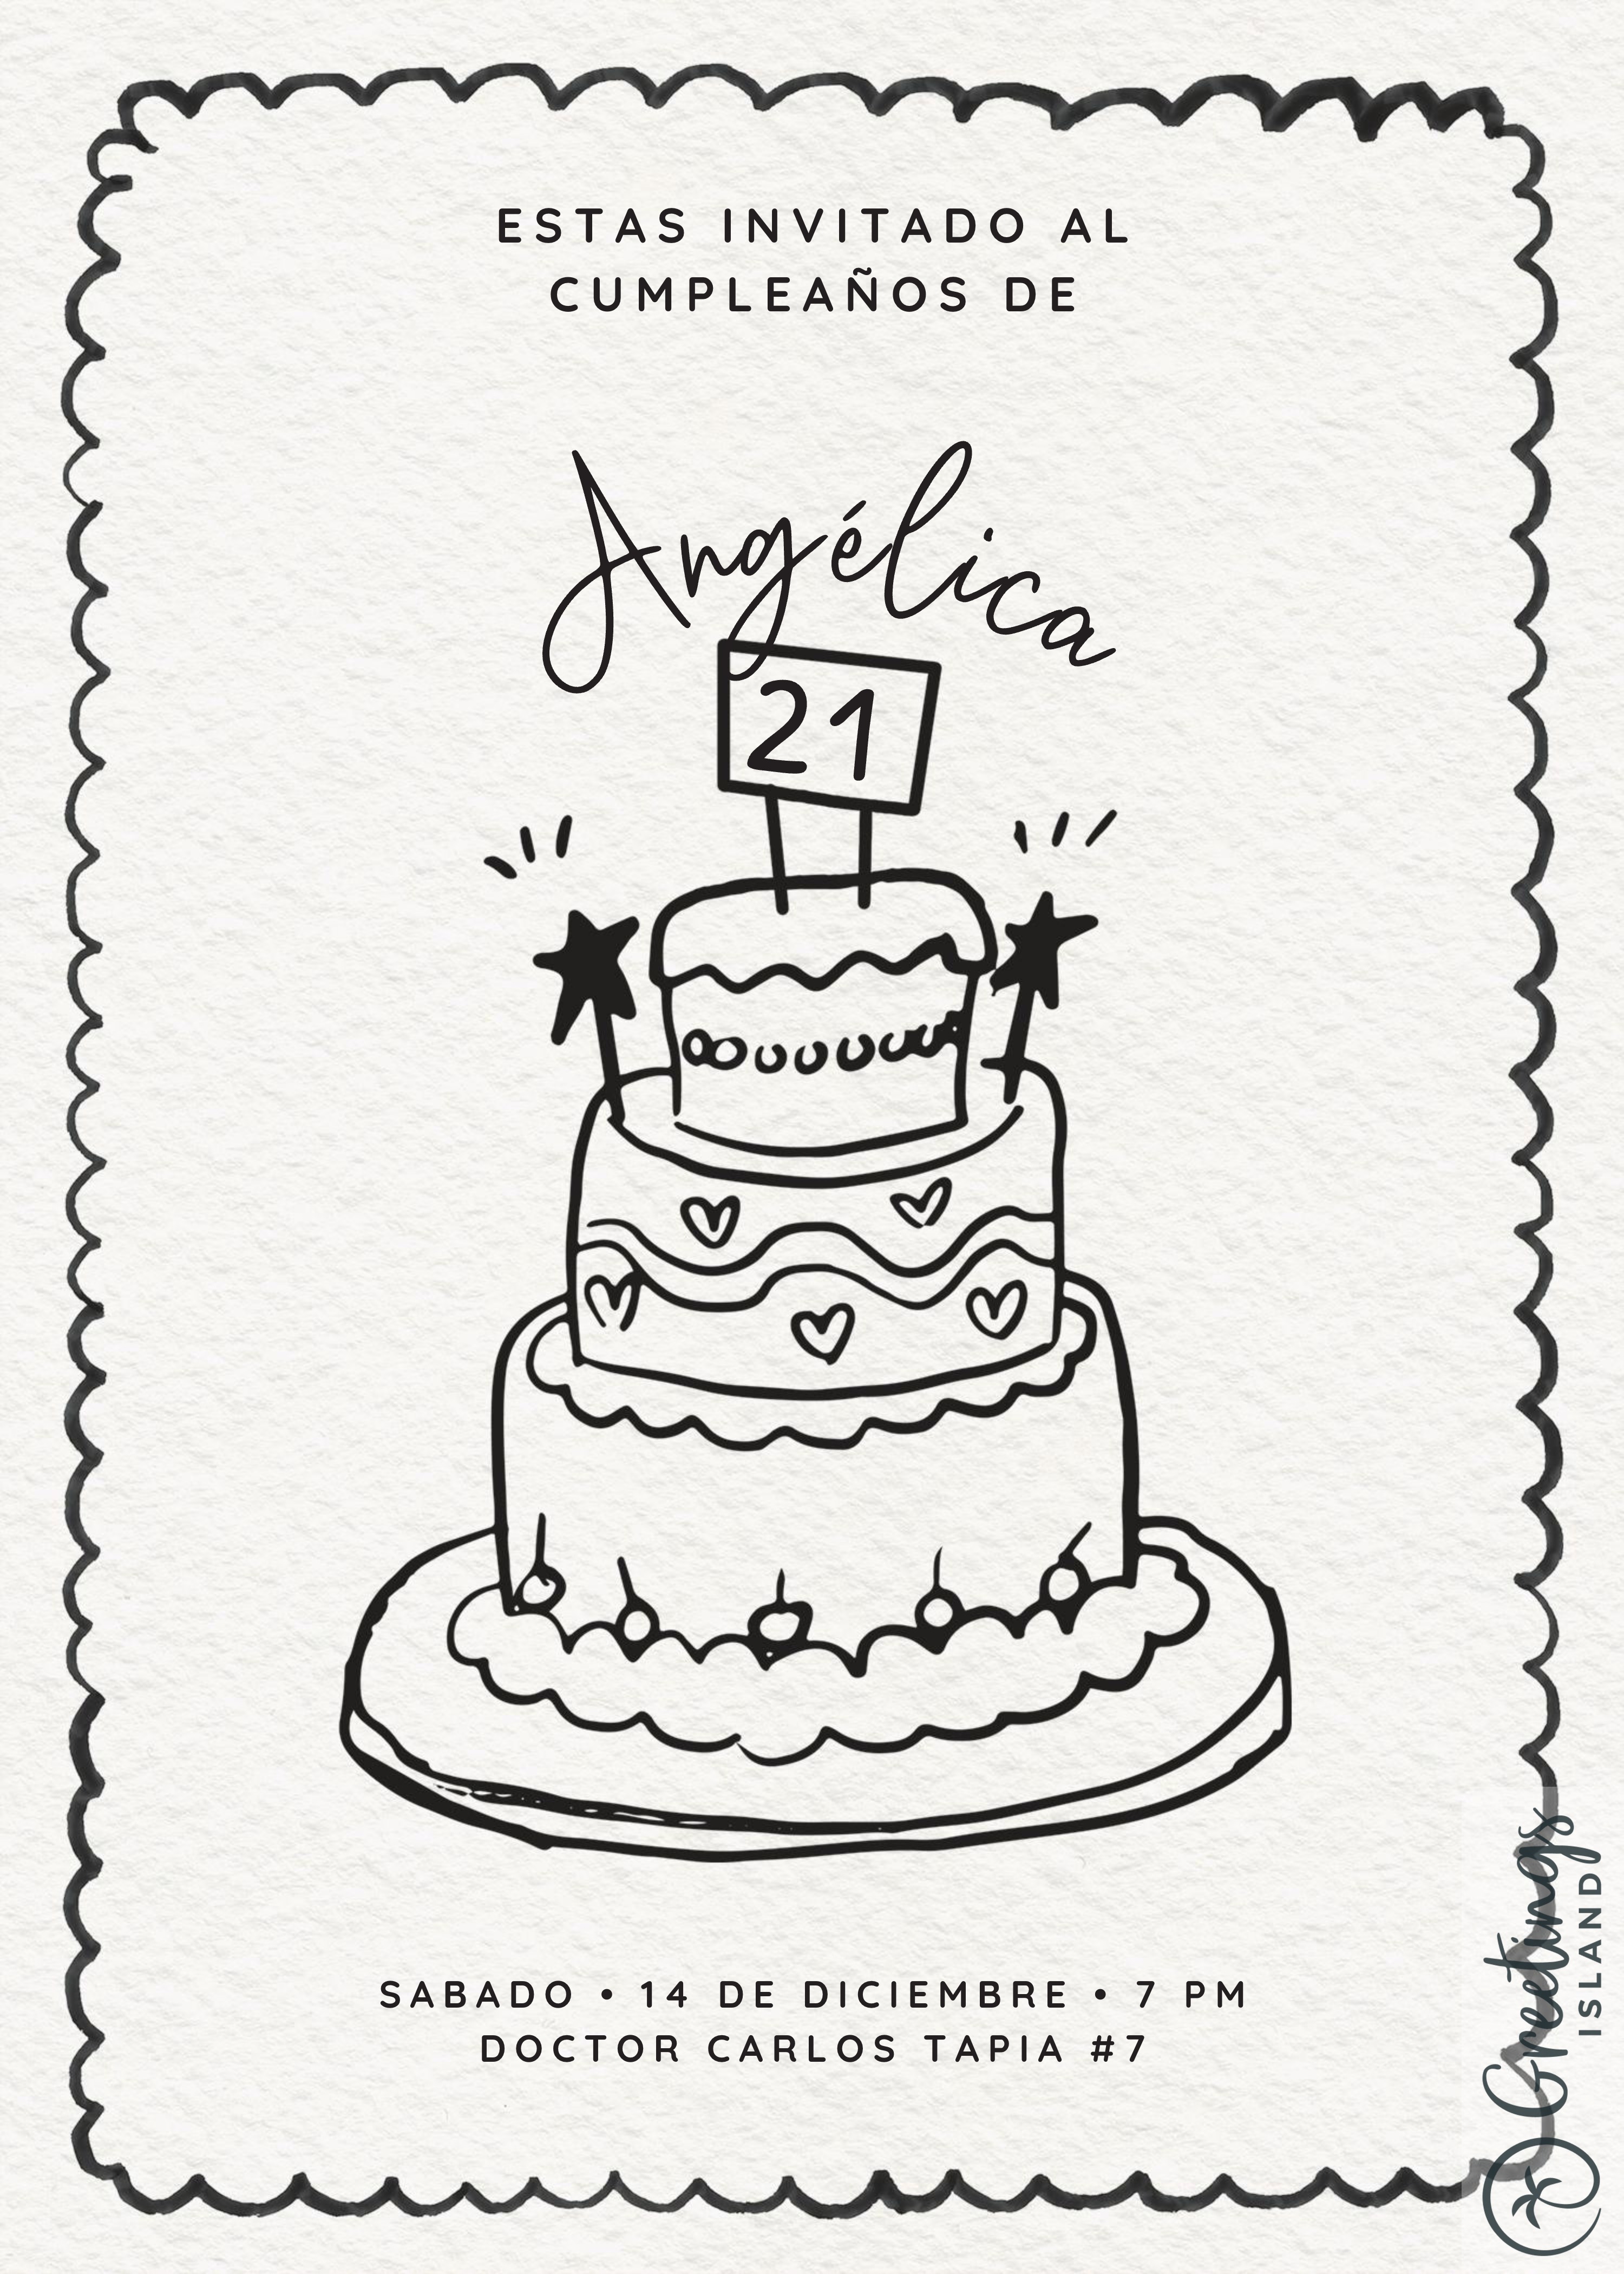 ESTAS INVITADO AL
CUMPLEAÑOS DE
Angélica
21
SABADO • 14 DE DICIEMBRE • 7 PM
DOCTOR CARLOS TAPIA #7
Greetings
ISLAND